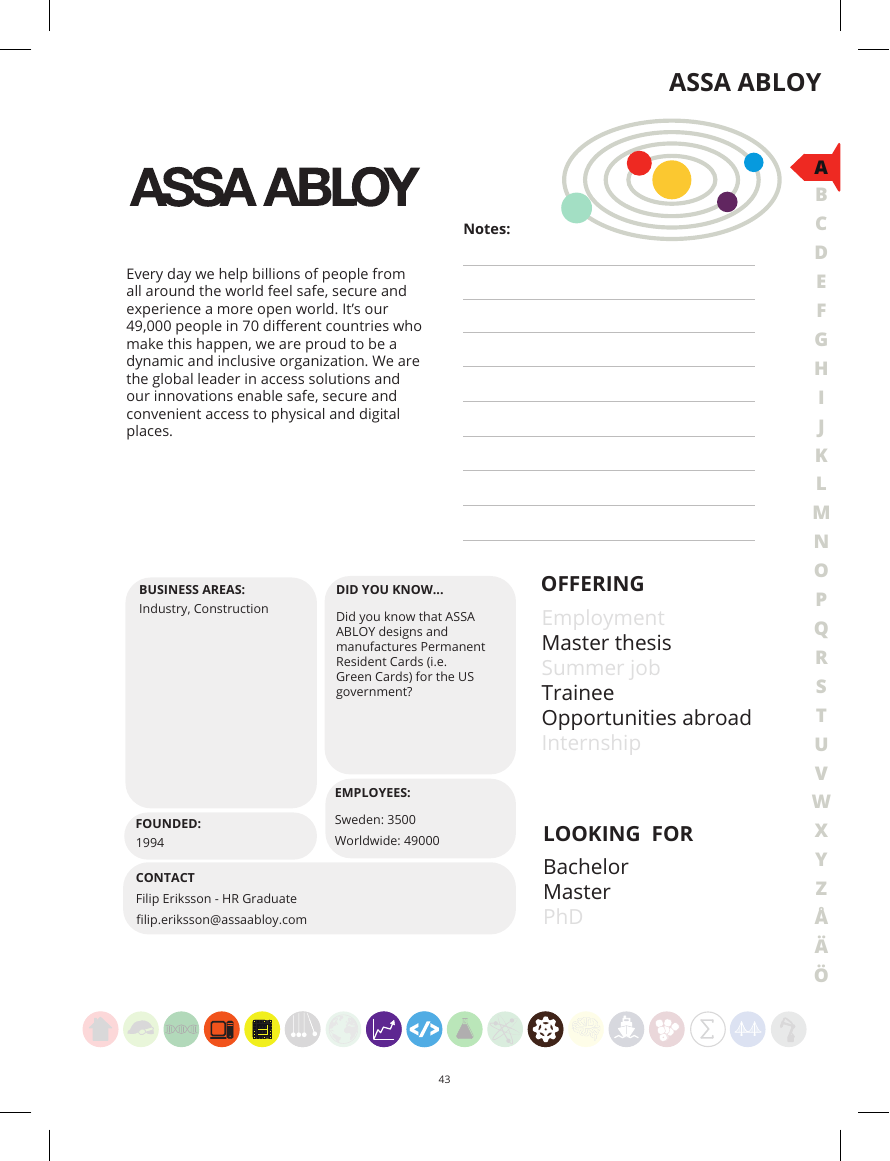 ASSA ABLOY
ASSA ABLOY
Notes:
Every day we help billions of people from
all around the world feel safe, secure and
experience a more open world. It’s our
49,000 people in 70 different countries who
make this happen, we are proud to be a
dynamic and inclusive organization. We are
the global leader in access solutions and
our innovations enable safe, secure and
convenient access to physical and digital
places.
BUSINESS AREAS:
Industry, Construction
DID YOU KNOW...
Did you know that ASSA
ABLOY designs and
manufactures Permanent
Resident Cards (i.e.
Green Cards) for the US
government?
EMPLOYEES:
Sweden: 3500
Worldwide: 49000
FOUNDED:
1994
CONTACT
Filip Eriksson - HR Graduate
filip.eriksson@assaabloy.com
OFFERING
Employment
Master thesis
Summer job
Trainee
Opportunities abroad
Internship
LOOKING FOR
Bachelor
Master
PhD
A
B
C
D
E
F
G
H
I
J
K
L
M
N
O
P
Q
R
S
T
U
V
W
X
Y
Z
Å
Ä
Ö
</>
Σ
43